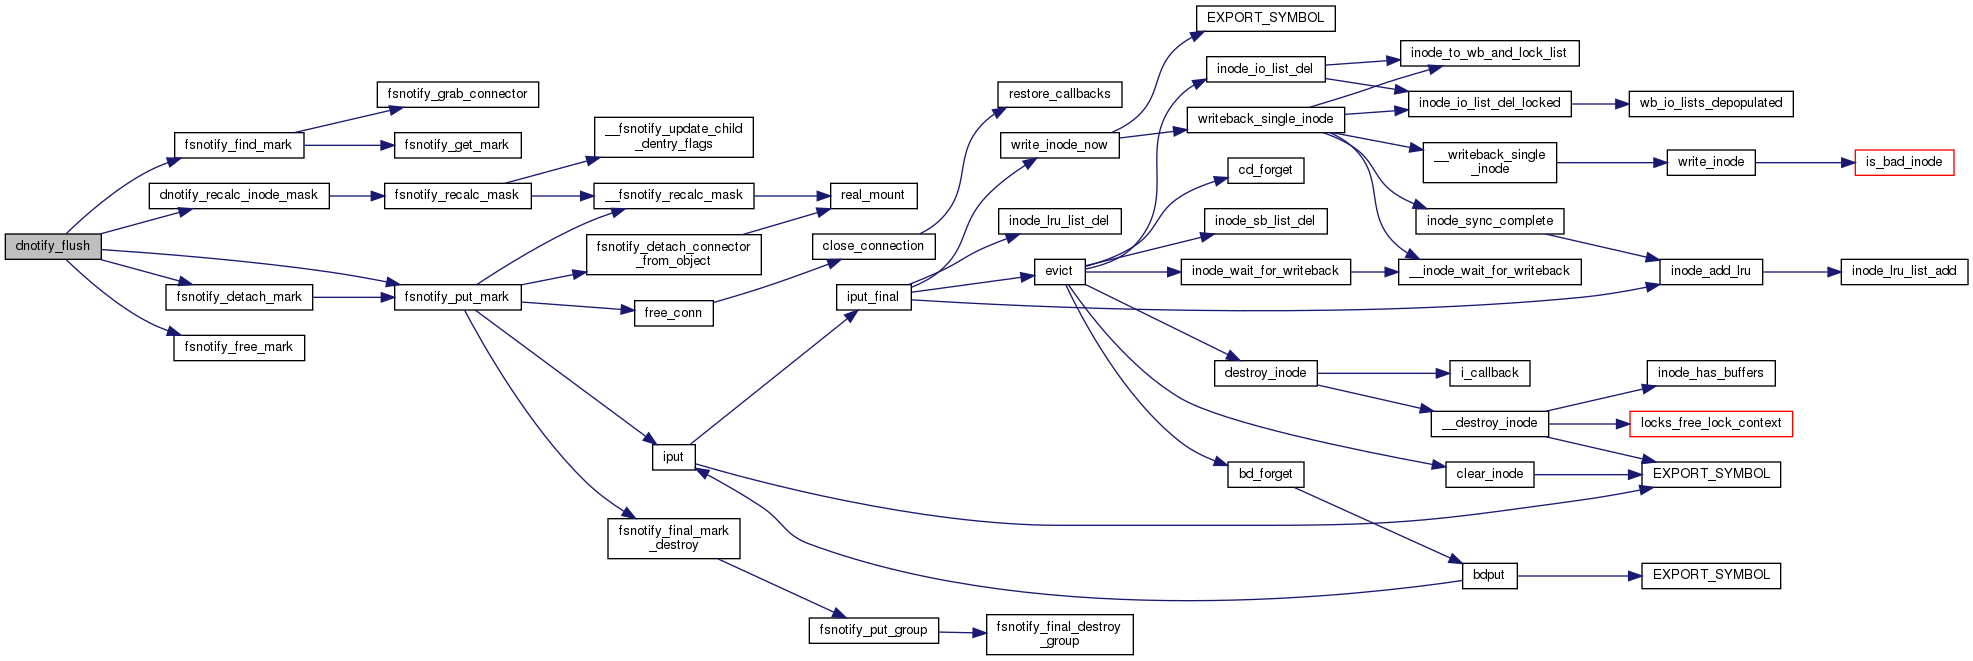 dnotify_flush
fsnotify_find_mark
dnotify_recalc_inode_mask
fsnotify_detach_mark
fsnotify_free_mark
fsnotify_grab_connector
fsnotify_get_mark
fsnotify_recalc_mask
fsnotify_put_mark
__fsnotify_update_child
_dentry_flags
__fsnotify_recalc_mask
fsnotify_detach_connector
_from_object
free_conn
iput
fsnotify_final_mark
_destroy
real_mount
close_connection
iput_final
fsnotify_put_group
restore_callbacks
write_inode_now
inode_lru_list_del
evict
fsnotify_final_destroy
_group
EXPORT_SYMBOL
inode_io_list_del
writeback_single_inode
cd_forget
inode_sb_list_del
inode_wait_for_writeback
destroy_inode
bd_forget
inode_to_wb_and_lock_list
inode_io_list_del_locked
__writeback_single
_inode
inode_sync_complete
__inode_wait_for_writeback
i_callback
__destroy_inode
clear_inode
bdput
wb_io_lists_depopulated
write_inode
inode_add_lru
inode_has_buffers
locks_free_lock_context
EXPORT_SYMBOL
EXPORT_SYMBOL
is_bad_inode
inode_lru_list_add